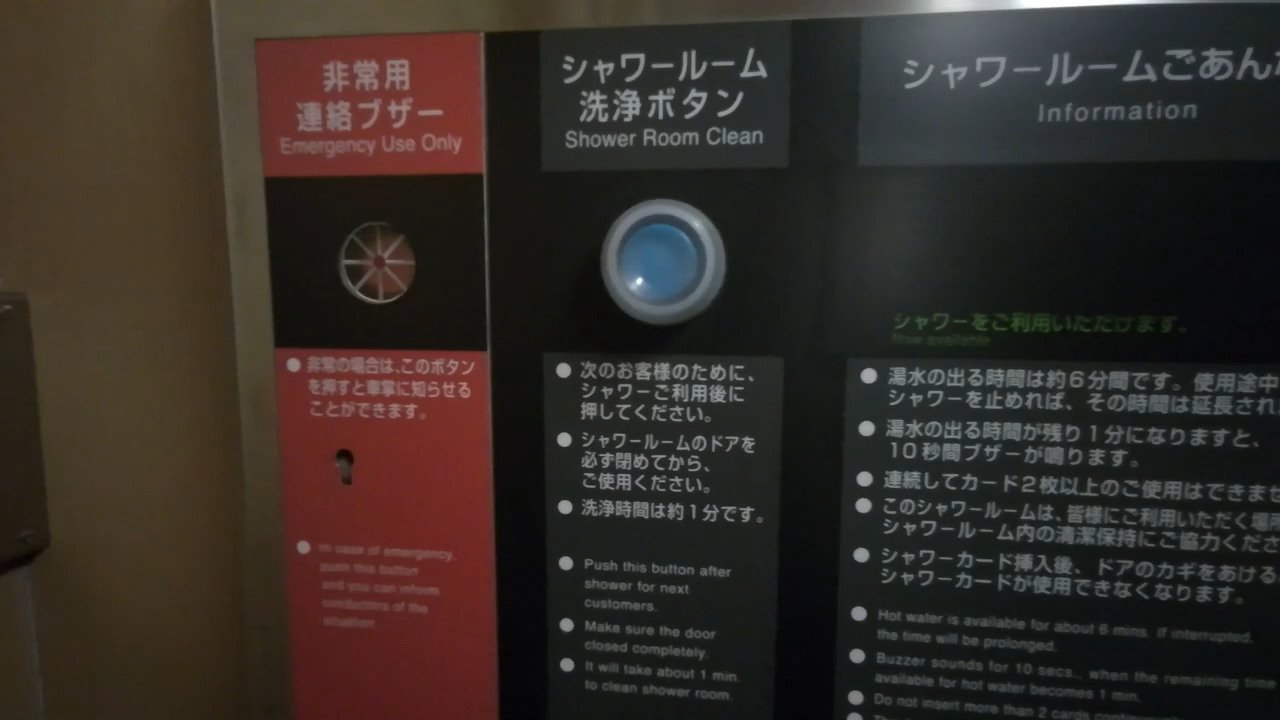 非常用
連絡ブザー
Emergency Use Only
● 非常の場合は、このボタン
を押すと車掌に知らせる
ことができます。
● In case of emergency,
push this button
and you can inform
conductors of the
situation.
シャワールーム
洗浄ボタン
Shower Room Clean
● 次のお客様のために、
シャワーご利用後に
押してください。
● シャワールームのドアを
必ず閉めてから、
ご使用ください。
● 洗浄時間は約1分です。
● Push this button after
shower for next
customers.
● Make sure the door
closed completely.
● It will take about 1 min.
to clean shower room.
シャワールームごあん
Information
シャワーをご利用いただけます。
Now available
● 湯水の出る時間は約6分間です。使用途中
シャワーを止めれば、その時間は延長され
● 湯水の出る時間が残り1分になりますと、
10秒間ブザーが鳴ります。
● 連続してカード2枚以上のご使用はできませ
● このシャワールームは、皆様にご利用いただく場
シャワールーム内の清潔保持にご協力くださ
● シャワーカード挿入後、ドアのカギをあける
シャワーカードが使用できなくなります。
● Hot water is available for about 6 mins. If interrupted,
the time will be prolonged.
● Buzzer sounds for 10 secs., when the remaining time
available for hot water becomes 1 min.
● Do not insert more than 2 cards